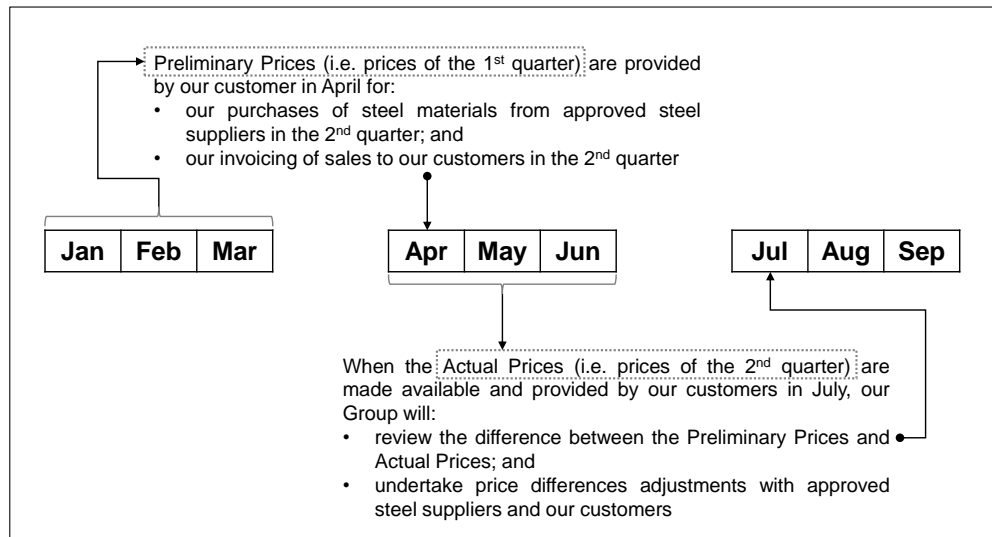 Preliminary Prices (i.e. prices of the 1st quarter) are provided
by our customer in April for:
• our purchases of steel materials from approved steel
suppliers in the 2nd quarter; and
• our invoicing of sales to our customers in the 2nd quarter
Jan Feb Mar Apr May Jun Jul Aug Sep
When the Actual Prices (i.e. prices of the 2nd quarter) are
made available and provided by our customers in July, our
Group will:
• review the difference between the Preliminary Prices and
Actual Prices; and
• undertake price differences adjustments with approved
steel suppliers and our customers